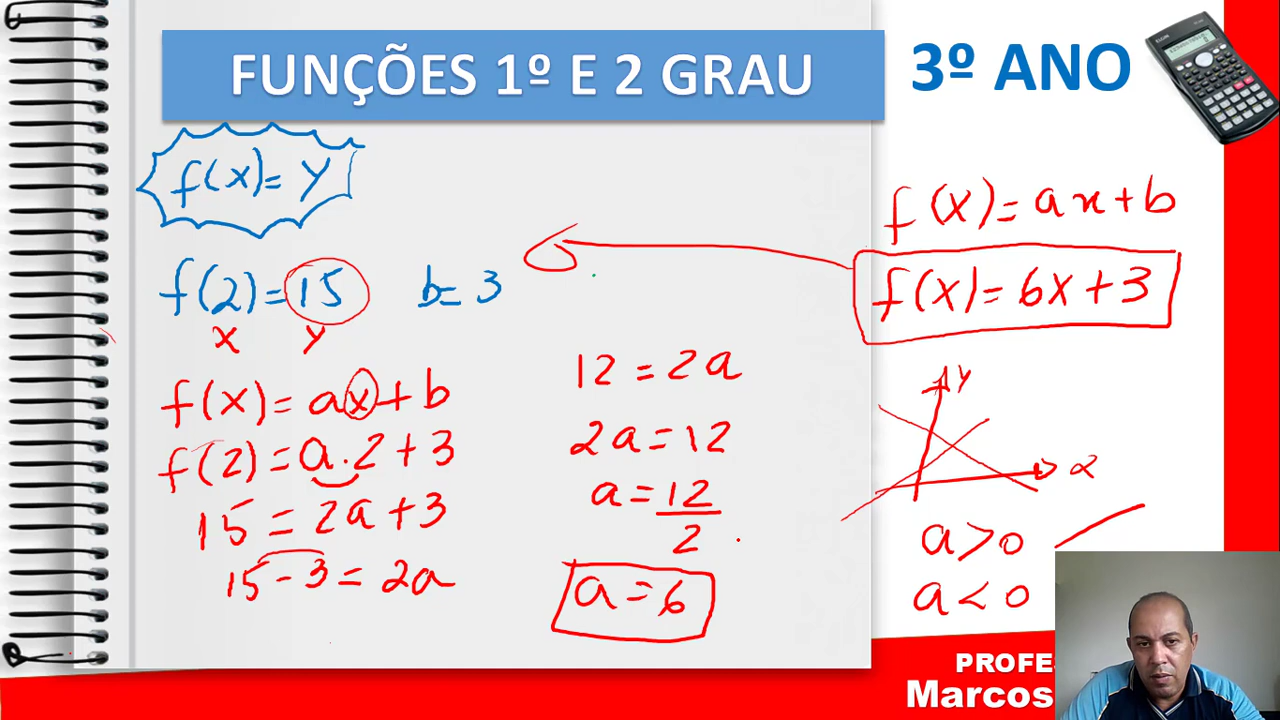 FUNÇÕES 1º E 2 GRAU
3º ANO
f(x)= y
f(2)=15 b=3
x y
f(x)= ax+b
f(2)=a.2+3
15=2a+3
15-3=2a
12=2a
2a=12
a=12/2
a=6
f(x)=ax+b
f(x)=6x+3
y
x
a>0
a<0
PROFE
Marcos